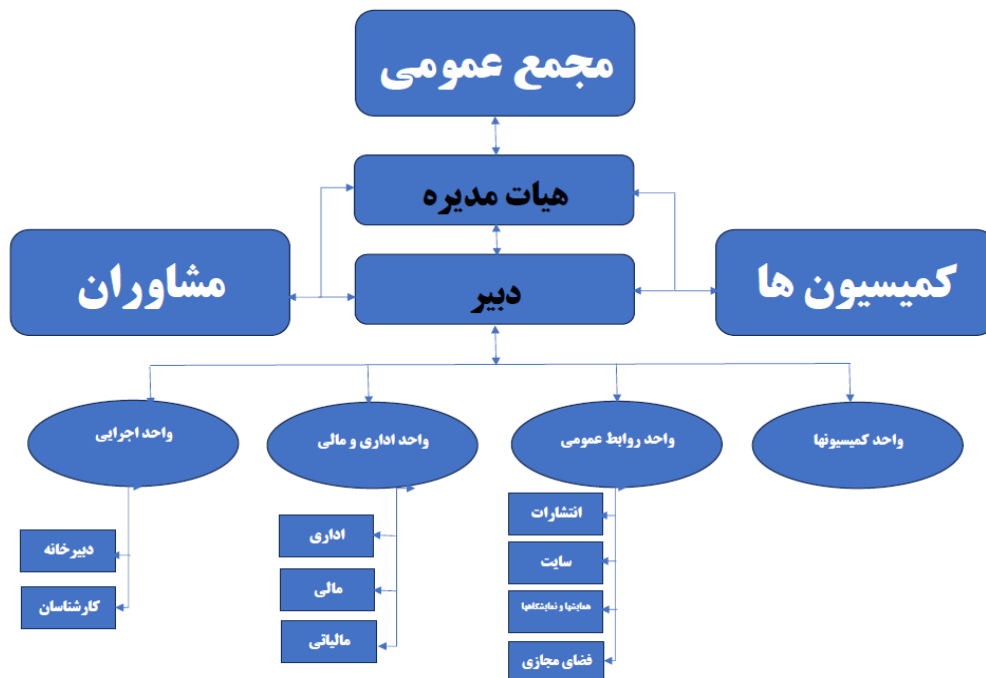 مجمع عمومی
هیات مدیره
کمیسیون ها
دبیر
مشاوران
واحد کمیسیونها
واحد روابط عمومی
واحد اداری و مالی
واحد اجرایی
انتشارات
سایت
همایشها و نمایشگاهها
فضای مجازی
اداری
مالی
مالیاتی
دبیرخانه
کارشناسان